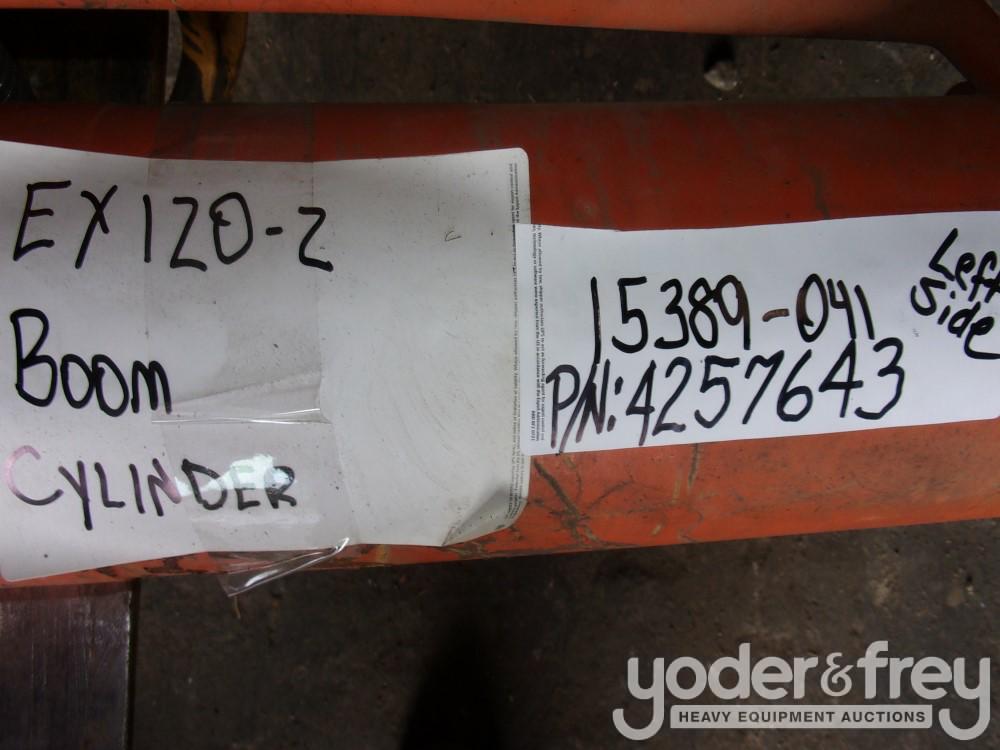 EX120-2
Boom
CYLINDER
15389-041
P/N:4257643
Left
Side
yoder&frey
HEAVY EQUIPMENT AUCTIONS